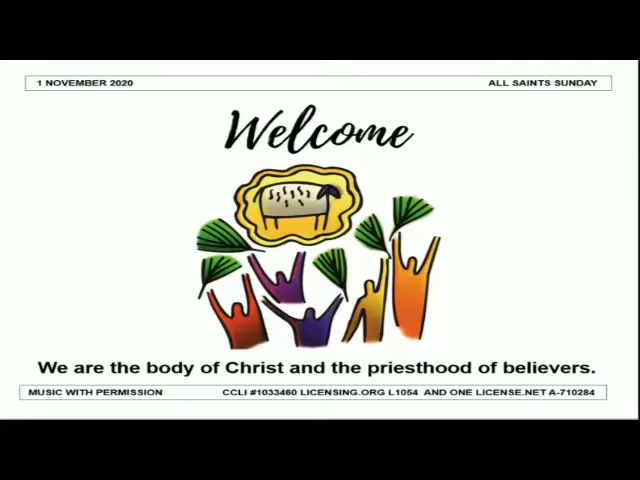 1 NOVEMBER 2020 ALL SAINTS SUNDAY
Welcome
We are the body of Christ and the priesthood of believers.
MUSIC WITH PERMISSION CCLI #1033460 LICENSING.ORG L1054 AND ONE LICENSE.NET A-710284